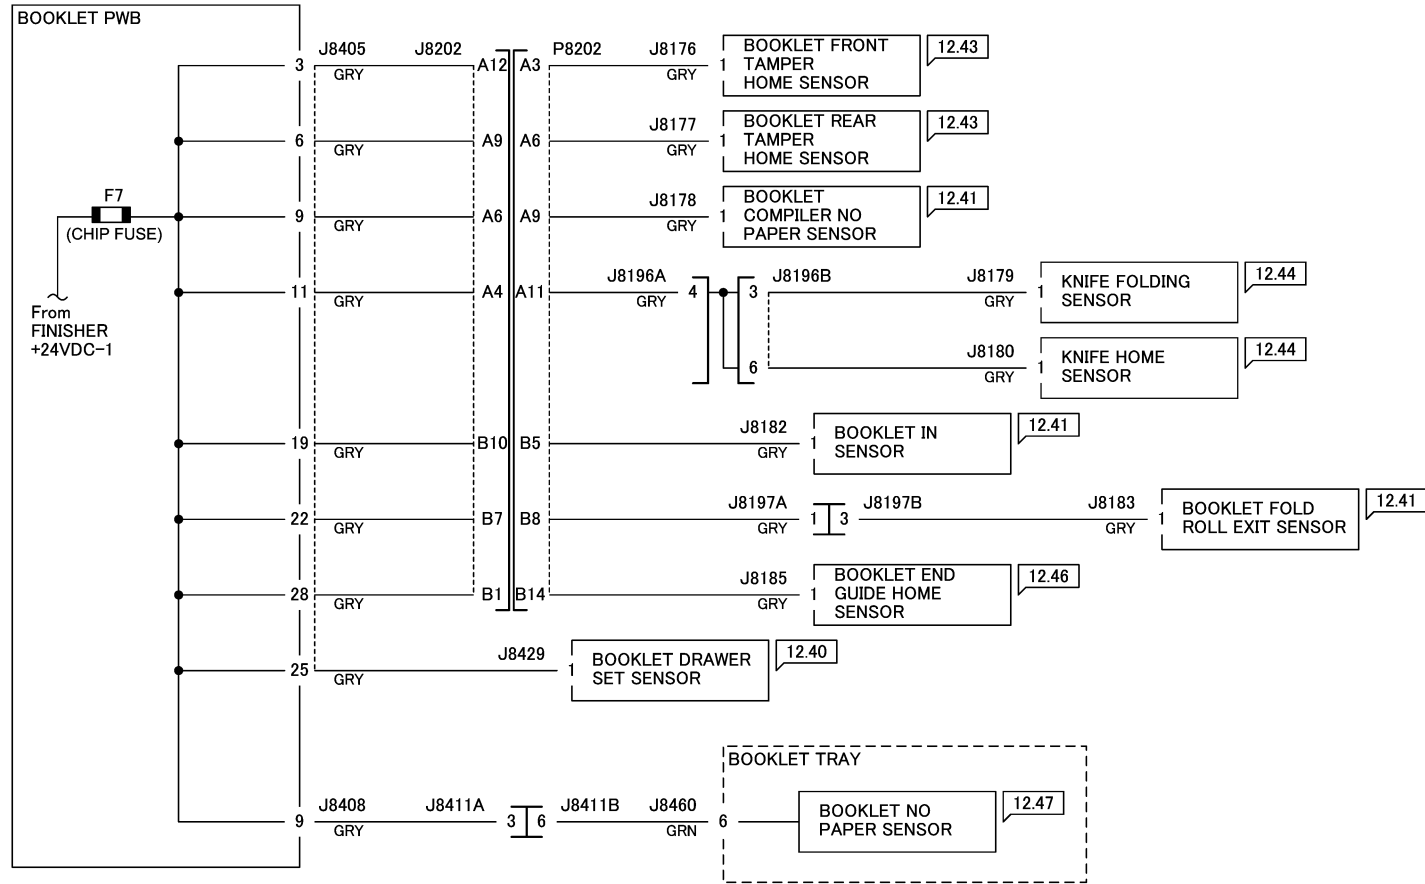 BOOKLET PWB
J8405 J8202 P8202 J8176
3 GRY A12 A3 GRY 1
BOOKLET FRONT
TAMPER
HOME SENSOR
12.43
J8177
6 GRY A9 A6 GRY 1
BOOKLET REAR
TAMPER
HOME SENSOR
12.43
F7
(CHIP FUSE)
J8178
9 GRY A6 A9 GRY 1
BOOKLET
COMPILER NO
PAPER SENSOR
12.41
From
FINISHER
+24VDC-1
J8196A J8196B J8179
11 GRY A4 A11 GRY 4 3 GRY 1
KNIFE FOLDING
SENSOR
12.44
J8180
6 GRY 1
KNIFE HOME
SENSOR
12.44
J8182
19 GRY B10 B5 GRY 1
BOOKLET IN
SENSOR
12.41
J8197A J8197B J8183
22 GRY B7 B8 GRY 1 3 GRY 1
BOOKLET FOLD
ROLL EXIT SENSOR
12.41
J8185
28 GRY B1 B14 GRY 1
BOOKLET END
GUIDE HOME
SENSOR
12.46
J8429
25 GRY 1
BOOKLET DRAWER
SET SENSOR
12.40
BOOKLET TRAY
J8408 J8411A J8411B J8460
9 GRY 3 6 GRN 6
BOOKLET NO
PAPER SENSOR
12.47